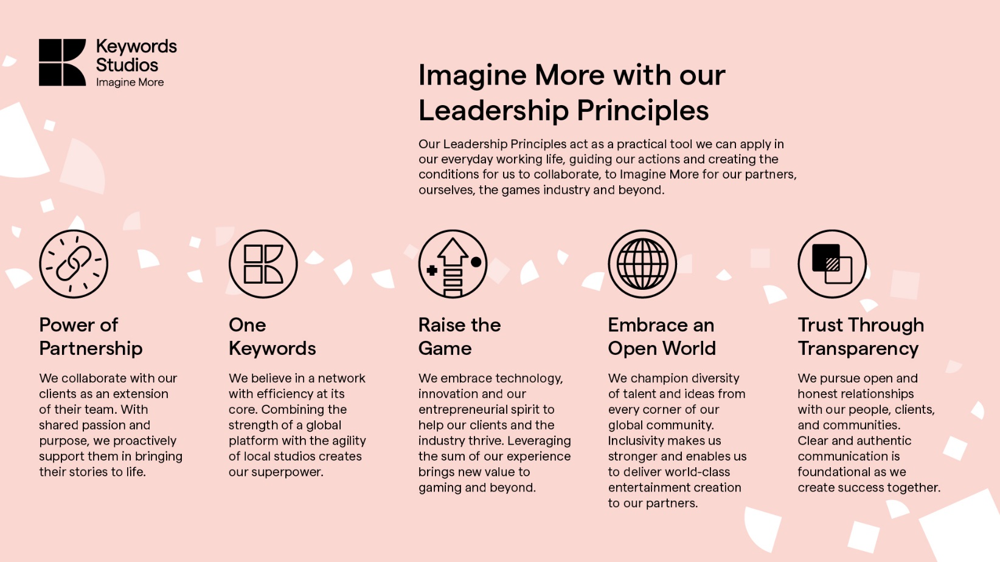 Keywords
Studios
Imagine More
Imagine More with our
Leadership Principles
Our Leadership Principles act as a practical tool we can apply in
our everyday working life, guiding our actions and creating the
conditions for us to collaborate, to Imagine More for our partners,
ourselves, the games industry and beyond.
Power of
Partnership
We collaborate with our
clients as an extension
of their team. With
shared passion and
purpose, we proactively
support them in bringing
their stories to life.
One
Keywords
We believe in a network
with efficiency at its
core. Combining the
strength of a global
platform with the agility
of local studios creates
our superpower.
Raise the
Game
We embrace technology,
innovation and our
entrepreneurial spirit to
help our clients and the
industry thrive. Leveraging
the sum of our experience
brings new value to
gaming and beyond.
Embrace an
Open World
We champion diversity
of talent and ideas from
every corner of our
global community.
Inclusivity makes us
stronger and enables us
to deliver world-class
entertainment creation
to our partners.
Trust Through
Transparency
We pursue open and
honest relationships
with our people, clients,
and communities.
Clear and authentic
communication is
foundational as we
create success together.